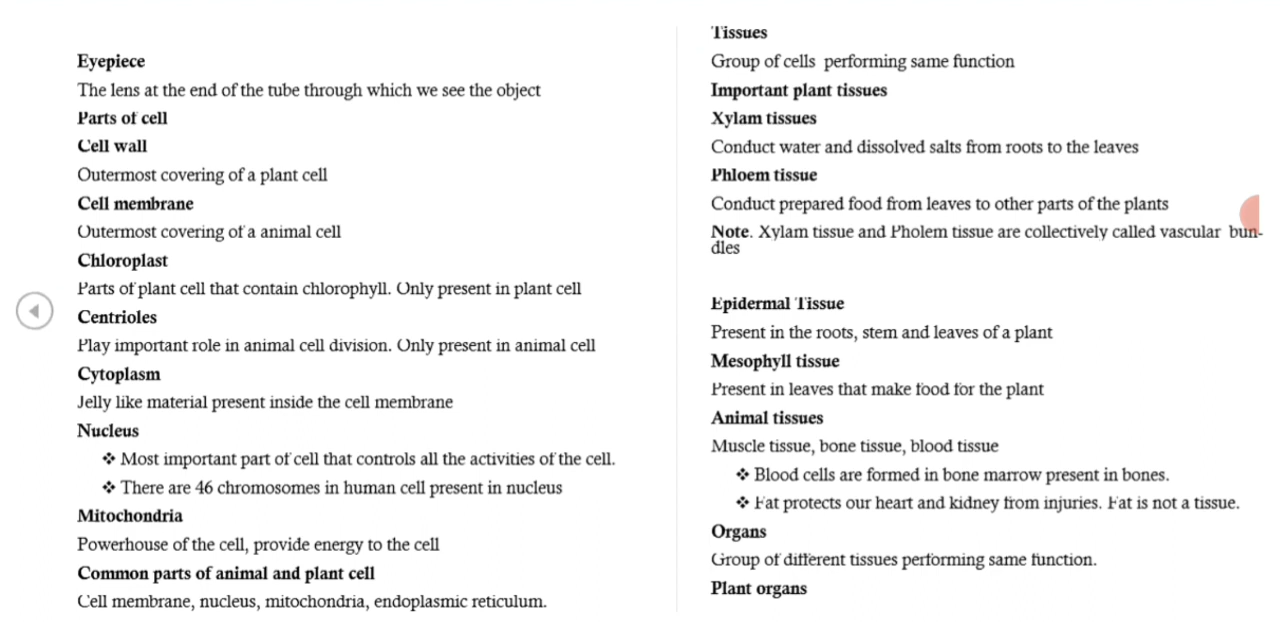 Eyepiece
The lens at the end of the tube through which we see the object
Parts of cell
Cell wall
Outermost covering of a plant cell
Cell membrane
Outermost covering of a animal cell
Chloroplast
Parts of plant cell that contain chlorophyll. Only present in plant cell
Centrioles
Play important role in animal cell division. Only present in animal cell
Cytoplasm
Jelly like material present inside the cell membrane
Nucleus
❖ Most important part of cell that controls all the activities of the cell.
❖ There are 46 chromosomes in human cell present in nucleus
Mitochondria
Powerhouse of the cell, provide energy to the cell
Common parts of animal and plant cell
Cell membrane, nucleus, mitochondria, endoplasmic reticulum.
Tissues
Group of cells performing same function
Important plant tissues
Xylam tissues
Conduct water and dissolved salts from roots to the leaves
Phloem tissue
Conduct prepared food from leaves to other parts of the plants
Note. Xylam tissue and Pholem tissue are collectively called vascular bun-
dles
Epidermal Tissue
Present in the roots, stem and leaves of a plant
Mesophyll tissue
Present in leaves that make food for the plant
Animal tissues
Muscle tissue, bone tissue, blood tissue
❖ Blood cells are formed in bone marrow present in bones.
❖ Fat protects our heart and kidney from injuries. Fat is not a tissue.
Organs
Group of different tissues performing same function.
Plant organs